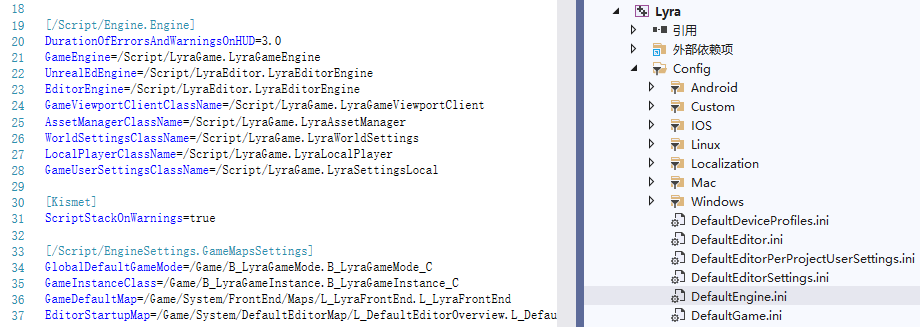 18
19 [/Script/Engine.Engine]
20 DurationOfErrorsAndWarningsOnHUD=3.0
21 GameEngine=/Script/LyraGame.LyraGameEngine
22 UnrealEdEngine=/Script/LyraEditor.LyraEditorEngine
23 EditorEngine=/Script/LyraEditor.LyraEditorEngine
24 GameViewportClientClassName=/Script/LyraGame.LyraGameViewportClient
25 AssetManagerClassName=/Script/LyraGame.LyraAssetManager
26 WorldSettingsClassName=/Script/LyraGame.LyraWorldSettings
27 LocalPlayerClassName=/Script/LyraGame.LyraLocalPlayer
28 GameUserSettingsClassName=/Script/LyraGame.LyraSettingsLocal
29
30 [Kismet]
31 ScriptStackOnWarnings=true
32
33 [/Script/EngineSettings.GameMapsSettings]
34 GlobalDefaultGameMode=/Game/B_LyraGameMode.B_LyraGameMode_C
35 GameInstanceClass=/Game/B_LyraGameInstance.B_LyraGameInstance_C
36 GameDefaultMap=/Game/System/FrontEnd/Maps/L_LyraFrontEnd.L_LyraFrontEnd
37 EditorStartupMap=/Game/System/DefaultEditorMap/L_DefaultEditorOverview.L_Defau
Lyra
引用
外部依赖项
Config
Android
Custom
IOS
Linux
Localization
Mac
Windows
DefaultDeviceProfiles.ini
DefaultEditor.ini
DefaultEditorPerProjectUserSettings.ini
DefaultEditorSettings.ini
DefaultEngine.ini
DefaultGame.ini